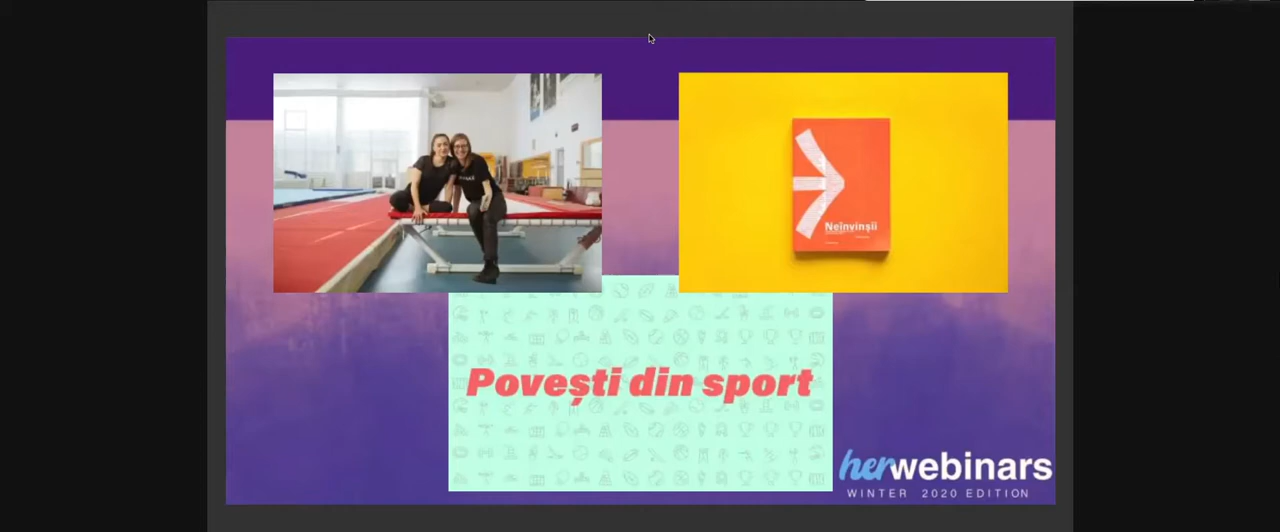 Neînvinșii
Povești din sport
herwebinars
WINTER 2020 EDITION